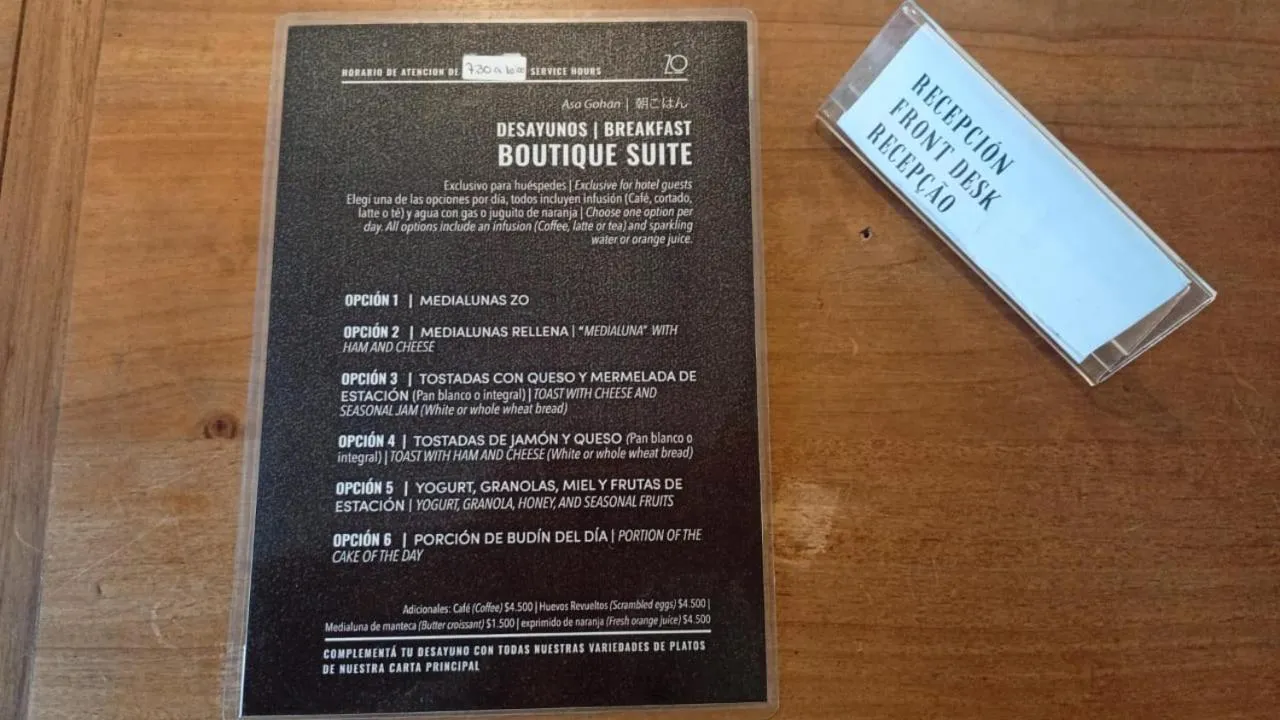 HORARIO DE ATENCION DE 730 a 10:00 SERVICE HOURS
ZO
Asa Gohan | 朝ごはん
DESAYUNOS | BREAKFAST
BOUTIQUE SUITE
Exclusivo para huéspedes | Exclusive for hotel guests
Elegí una de las opciones por día, todos incluyen infusión (Café, cortado,
latte o té) y agua con gas o juguito de naranja | Choose one option per
day. All options include an infusion (Coffee, latte or tea) and sparkling
water or orange juice.
OPCIÓN 1 | MEDIALUNAS ZO
OPCIÓN 2 | MEDIALUNAS RELLENA | "MEDIALUNA" WITH
HAM AND CHEESE
OPCIÓN 3 | TOSTADAS CON QUESO Y MERMELADA DE
ESTACIÓN (Pan blanco o integral) | TOAST WITH CHEESE AND
SEASONAL JAM (White or whole wheat bread)
OPCIÓN 4 | TOSTADAS DE JAMÓN Y QUESO (Pan blanco o
integral) | TOAST WITH HAM AND CHEESE (White or whole wheat bread)
OPCIÓN 5 | YOGURT, GRANOLAS, MIEL Y FRUTAS DE
ESTACIÓN | YOGURT, GRANOLA, HONEY, AND SEASONAL FRUITS
OPCIÓN 6 | PORCIÓN DE BUDÍN DEL DÍA | PORTION OF THE
CAKE OF THE DAY
Adicionales: Café (Coffee) $4.500 | Huevos Revueltos (Scrambled eggs) $4.500 |
Medialuna de manteca (Butter croissant) $1.500 | exprimido de naranja (Fresh orange juice) $4.500
COMPLEMENTÁ TU DESAYUNO CON TODAS NUESTRAS VARIEDADES DE PLATOS
DE NUESTRA CARTA PRINCIPAL
RECEPCIÓN
FRONT DESK
RECEPÇÃO